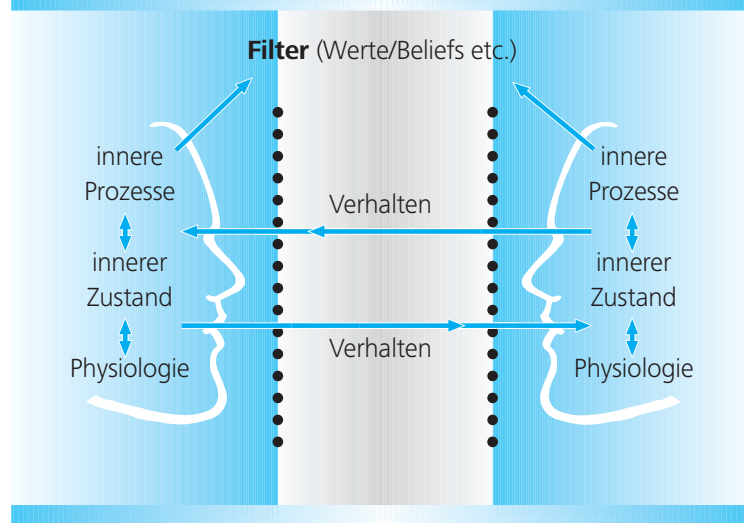 Filter (Werte/Beliefs etc.)
innere
Prozesse
innerer
Zustand
Physiologie
Verhalten
Verhalten
innere
Prozesse
innerer
Zustand
Physiologie